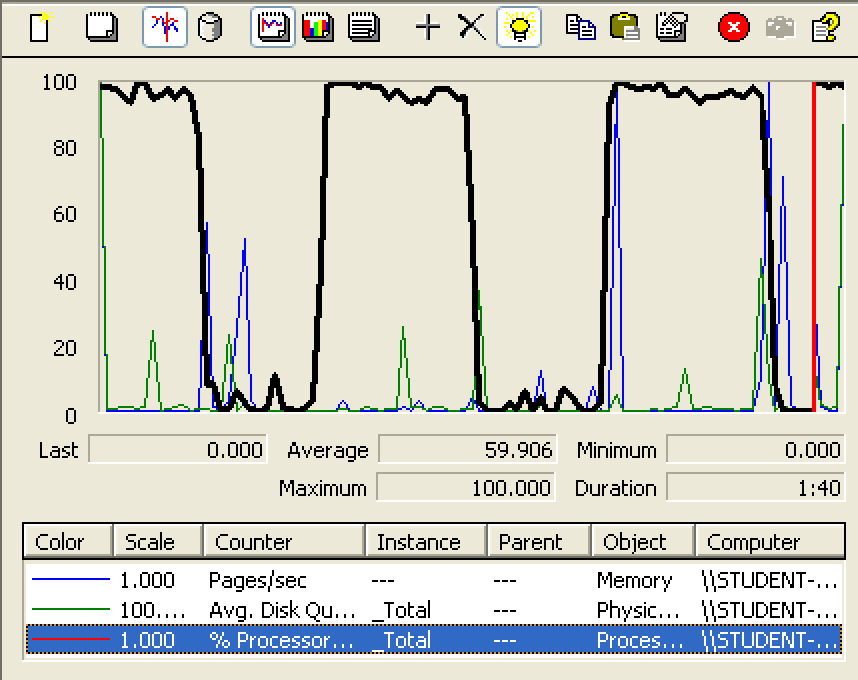 100
80
60
40
20
0
Last 0.000 Average 59.906 Minimum 0.000
Maximum 100.000 Duration 1:40
Color Scale Counter Instance Parent Object Computer
1.000 Pages/sec --- --- Memory \\STUDENT-...
100.... Avg. Disk Qu... _Total --- Physic... \\STUDENT-...
1.000 % Processor... _Total --- Proces... \\STUDENT-...